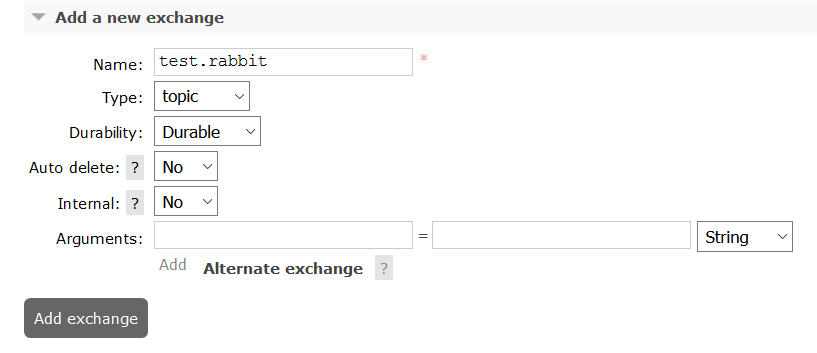 Add a new exchange
Name: test.rabbit *
Type: topic
Durability: Durable
Auto delete: ? No
Internal: ? No
Arguments: = String
Add Alternate exchange ?
Add exchange